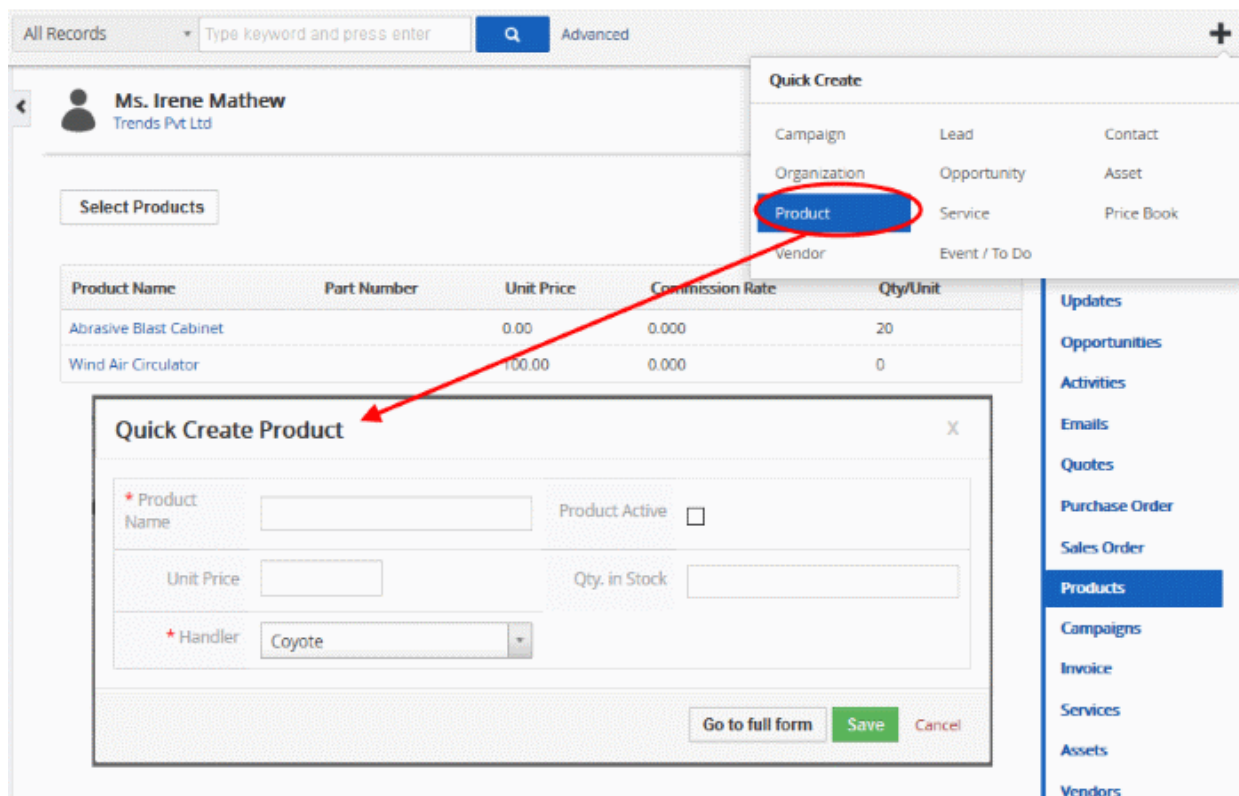 All Records
Type keyword and press enter
Advanced
Quick Create
Campaign Lead Contact
Organization Opportunity Asset
Product Service Price Book
Vendor Event / To Do
Ms. Irene Mathew
Trends Pvt Ltd
Select Products
Product Name Part Number Unit Price Commission Rate Qty/Unit
Abrasive Blast Cabinet 0.00 0.000 20
Wind Air Circulator 100.00 0.000 0
Quick Create Product X
* Product Name
Product Active
Unit Price
Qty. in Stock
* Handler Coyote
Go to full form Save Cancel
Updates
Opportunities
Activities
Emails
Quotes
Purchase Order
Sales Order
Products
Campaigns
Invoice
Services
Assets
Vendors